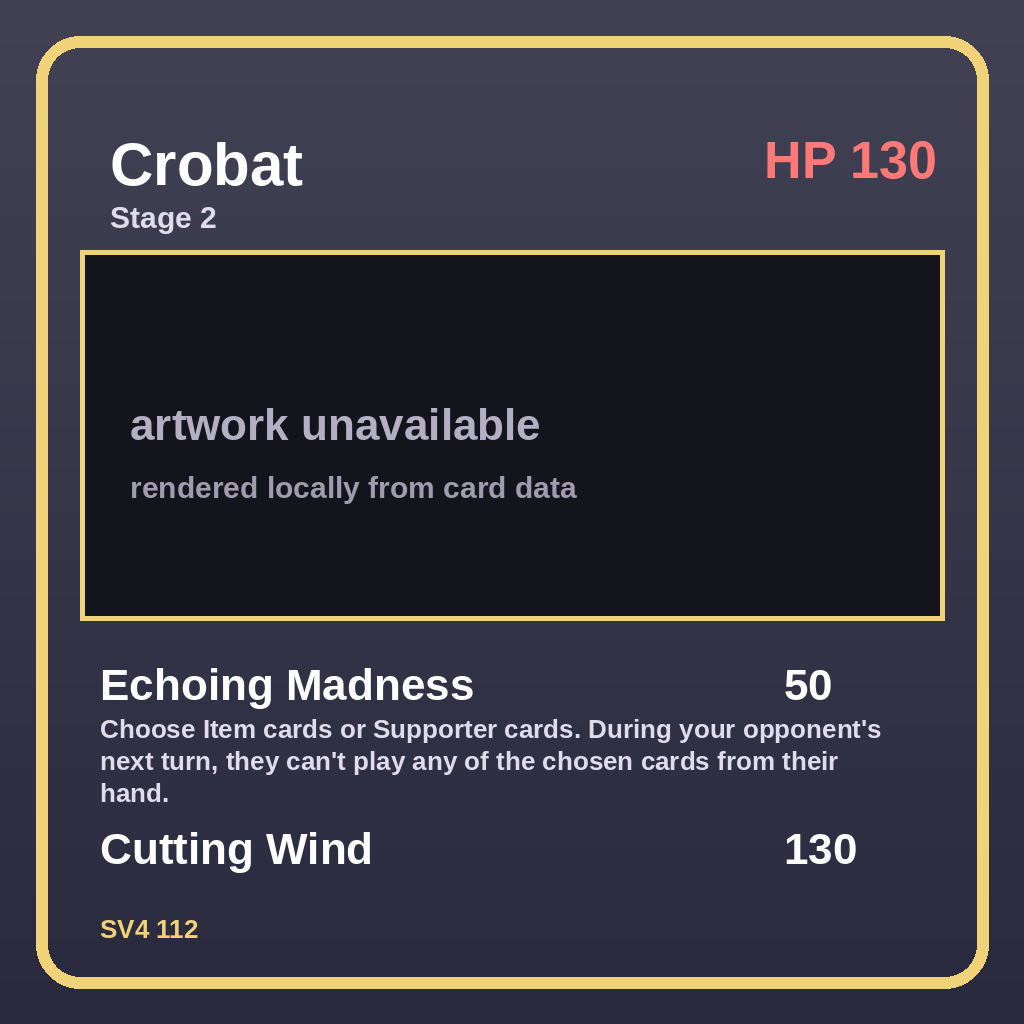 Crobat
HP 130
Stage 2
artwork unavailable
rendered locally from card data
Echoing Madness 50
Choose Item cards or Supporter cards. During your opponent's
next turn, they can't play any of the chosen cards from their
hand.
Cutting Wind 130
SV4 112